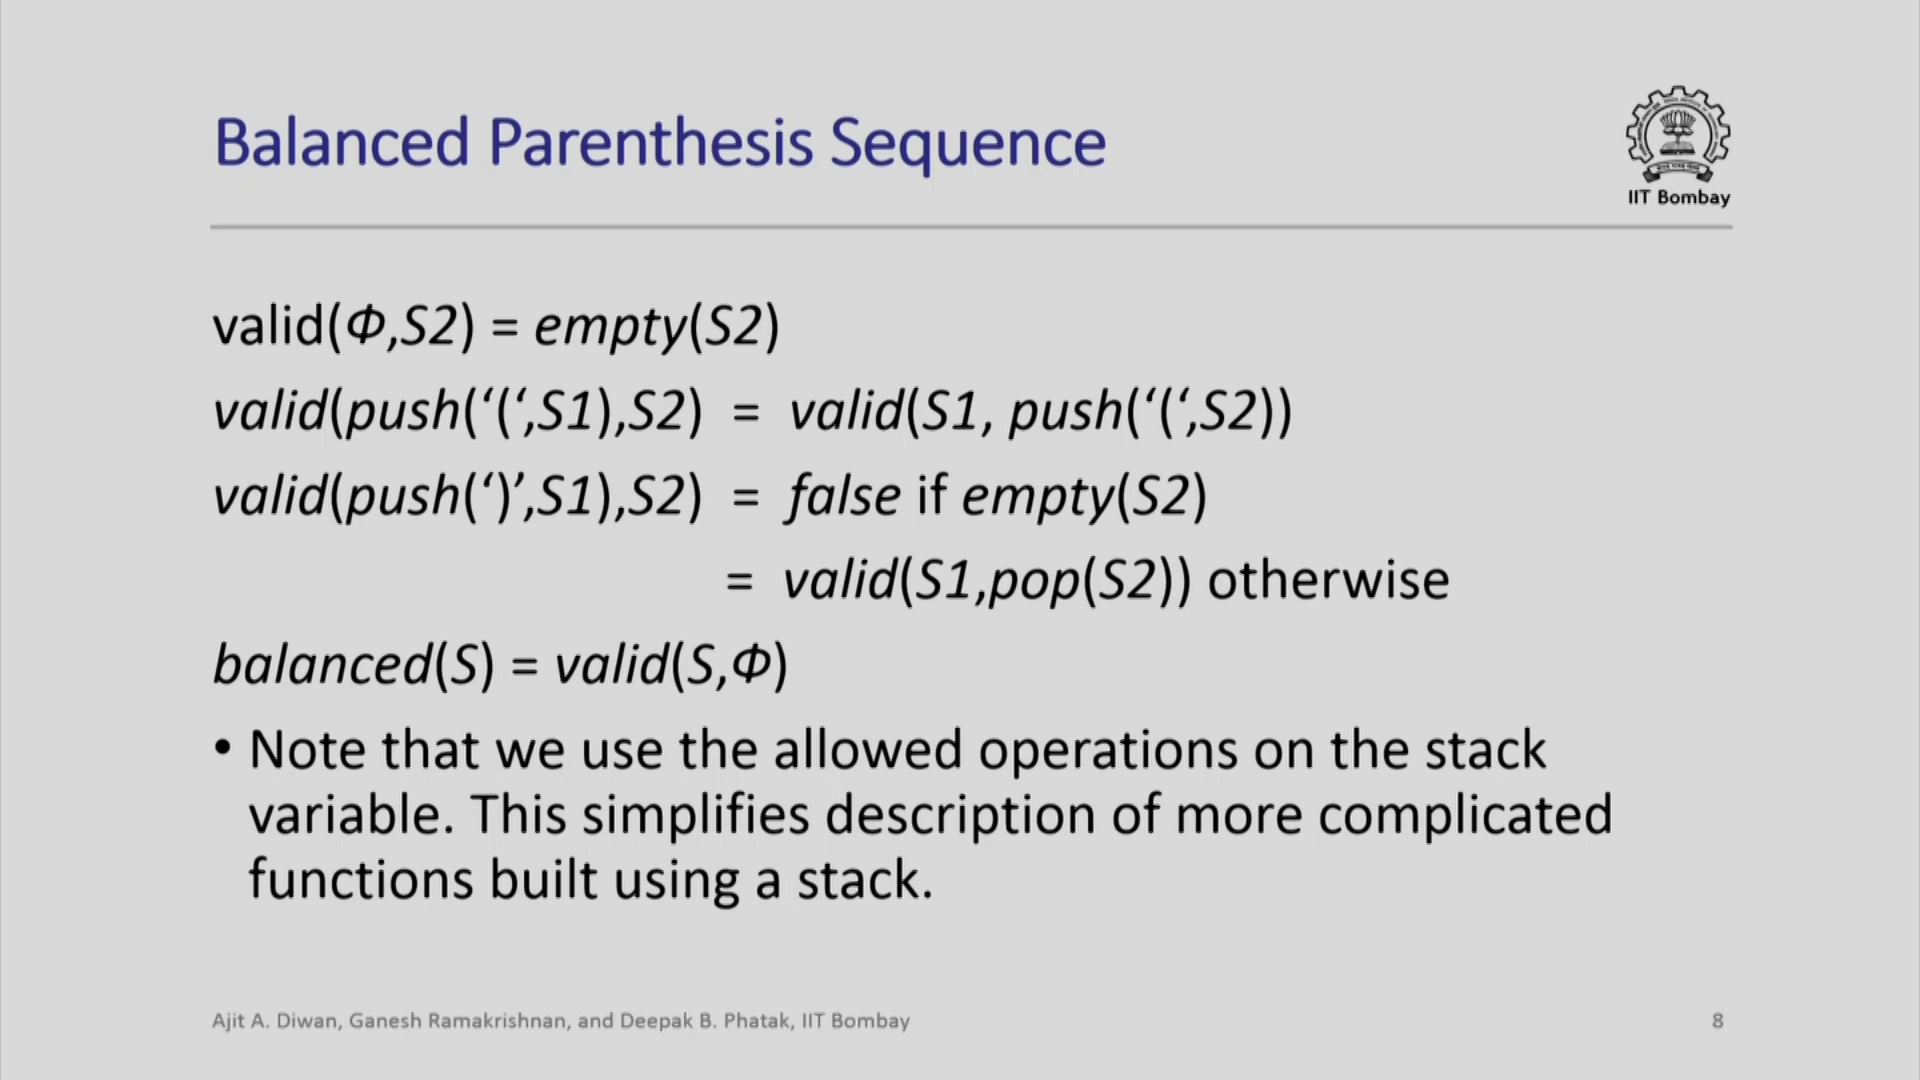 Balanced Parenthesis Sequence
IIT Bombay
valid(Φ,S2) = empty(S2)
valid(push(‘(‘,S1),S2) = valid(S1, push(‘(‘,S2))
valid(push(‘)’,S1),S2) = false if empty(S2)
= valid(S1,pop(S2)) otherwise
balanced(S) = valid(S,Φ)
• Note that we use the allowed operations on the stack
variable. This simplifies description of more complicated
functions built using a stack.
Ajit A. Diwan, Ganesh Ramakrishnan, and Deepak B. Phatak, IIT Bombay
8